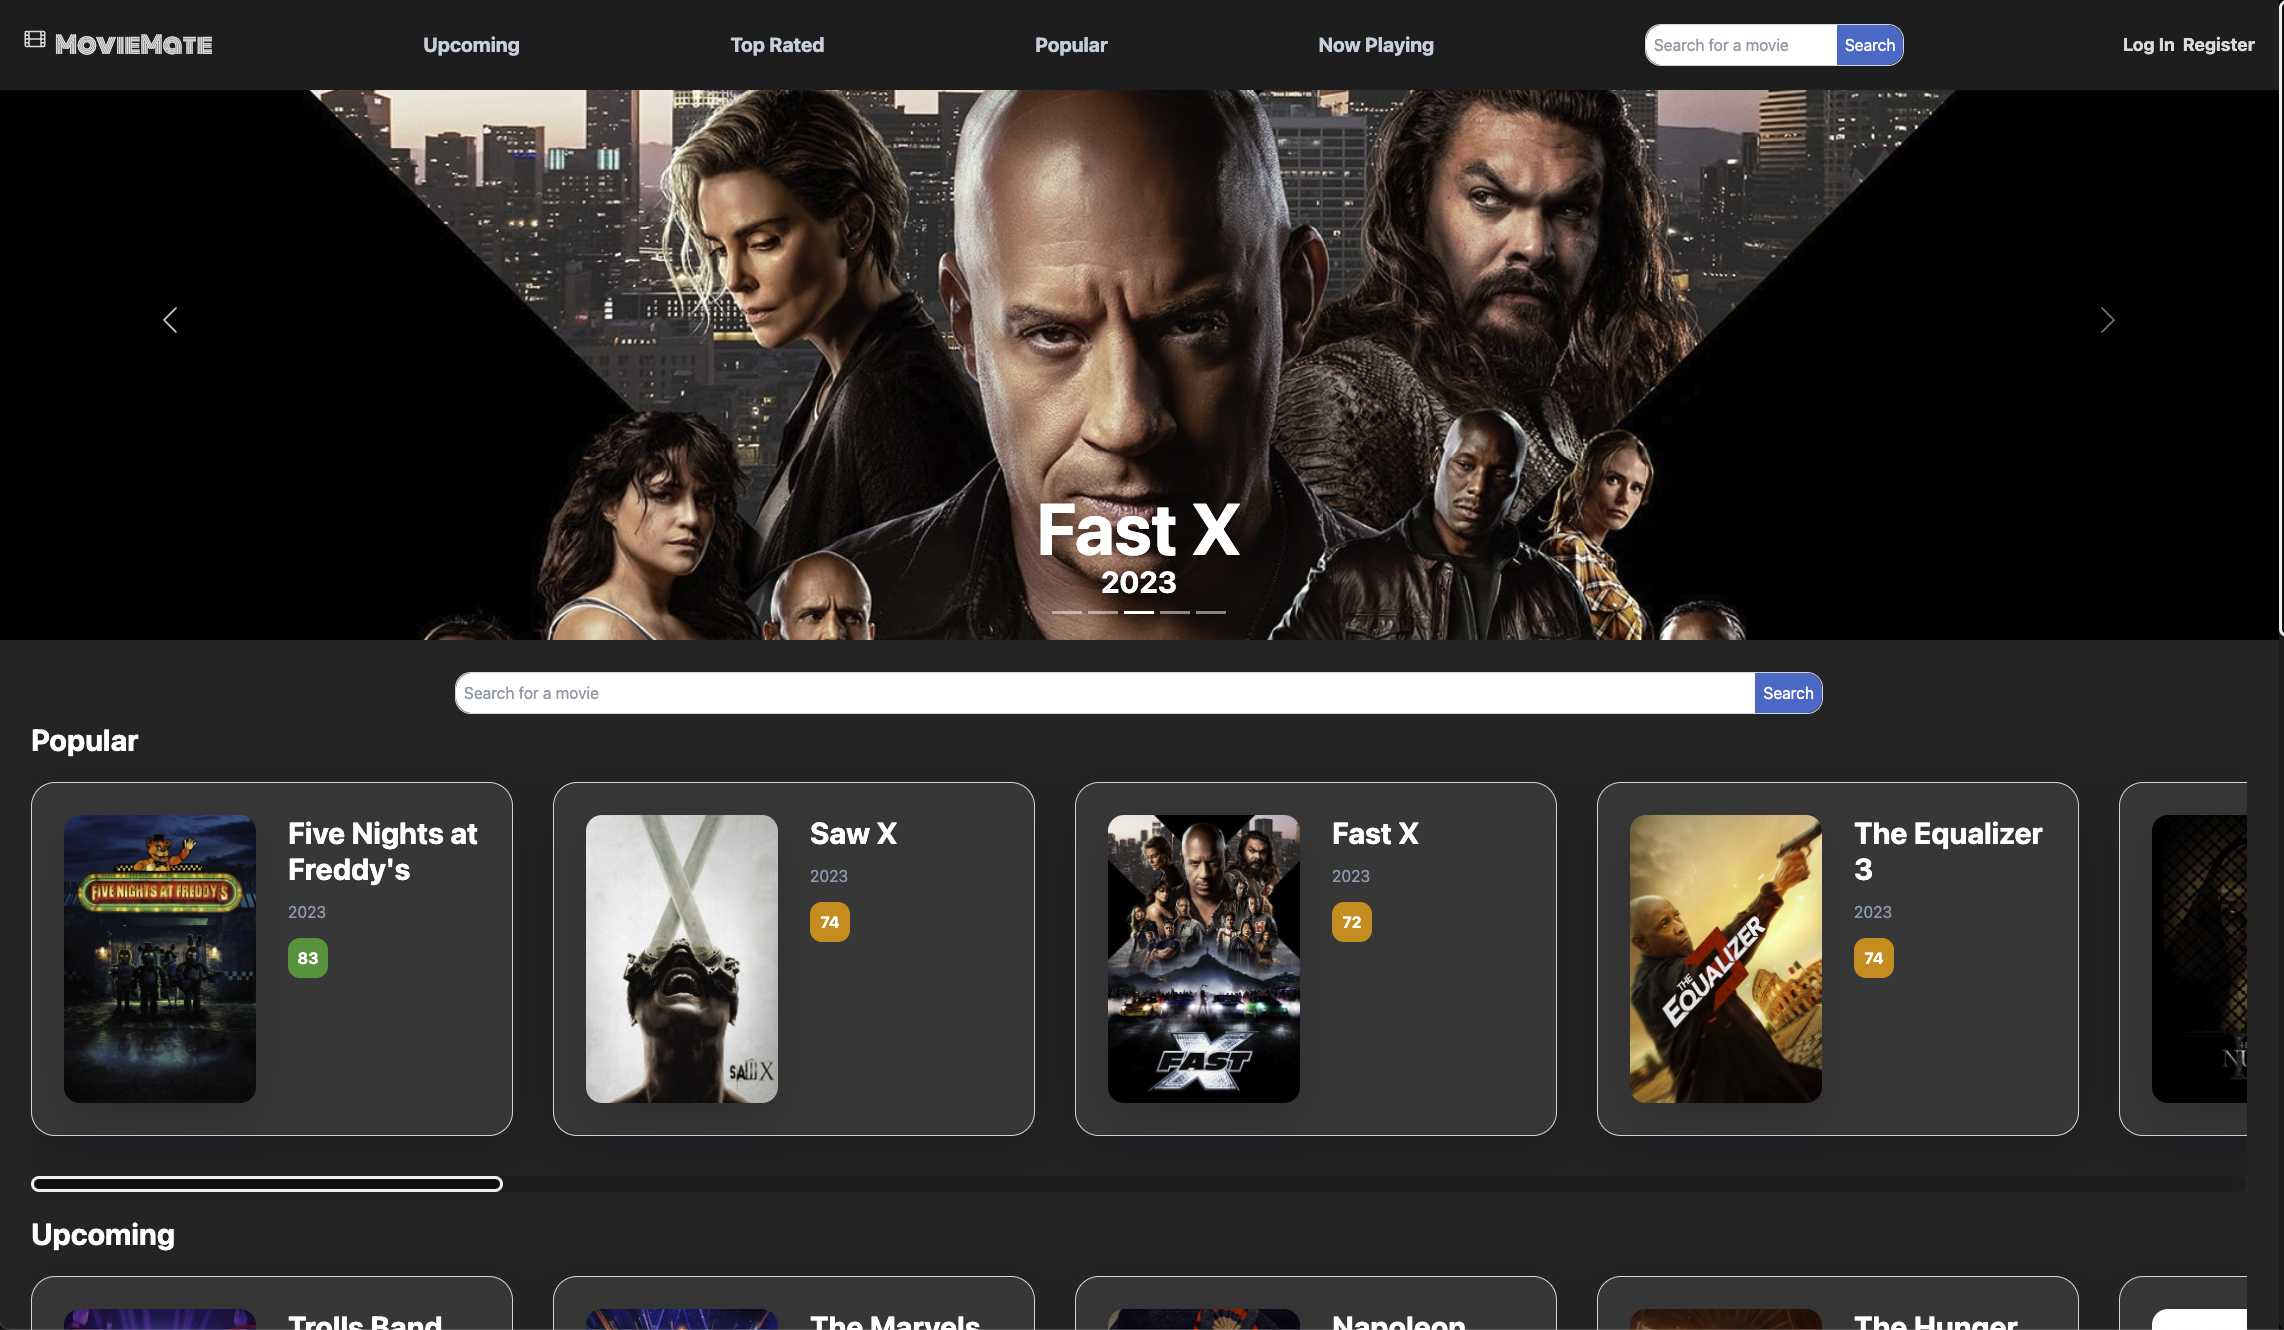 MovieMate
Upcoming
Top Rated
Popular
Now Playing
Search for a movie
Search
Log In
Register
Fast X
2023
Search for a movie
Search
Popular
FIVE NIGHTS AT FREDDY'S
Five Nights at
Freddy's
2023
83
SAW X
Saw X
2023
74
FAST X
Fast X
2023
72
THE EQUALIZER 3
The Equalizer
3
2023
74
Upcoming
Trolls Band
The Marvels
Napoleon
The Hunger